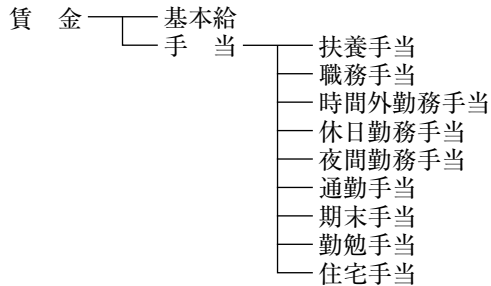 賃　金　基本給
手　当　扶養手当
職務手当
時間外勤務手当
休日勤務手当
夜間勤務手当
通勤手当
期末手当
勤勉手当
住宅手当